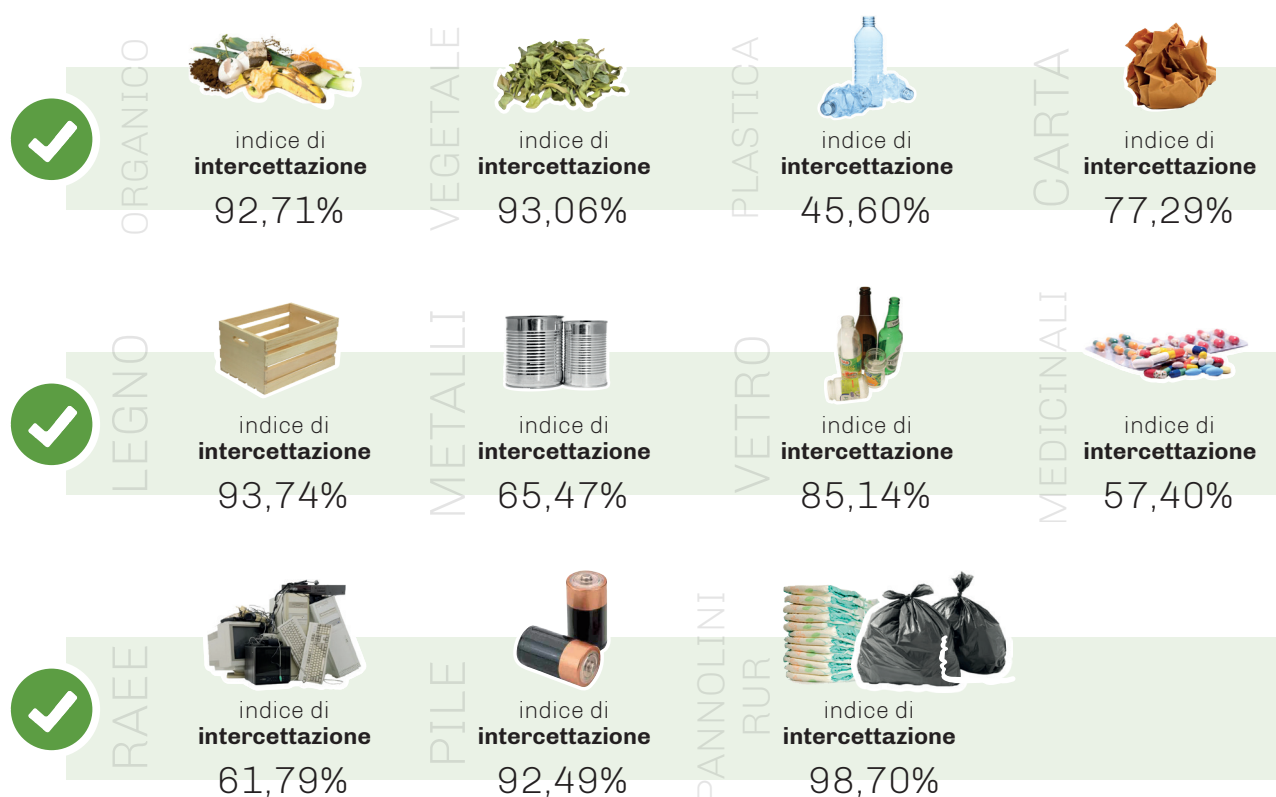 ORGANICO
indice di
intercettazione
92,71%
VEGETALE
indice di
intercettazione
93,06%
PLASTICA
indice di
intercettazione
45,60%
CARTA
indice di
intercettazione
77,29%
LEGNO
indice di
intercettazione
93,74%
METALLI
indice di
intercettazione
65,47%
VETRO
indice di
intercettazione
85,14%
MEDICINALI
indice di
intercettazione
57,40%
RAEE
indice di
intercettazione
61,79%
PILE
indice di
intercettazione
92,49%
PANNOLINI
RUR
indice di
intercettazione
98,70%